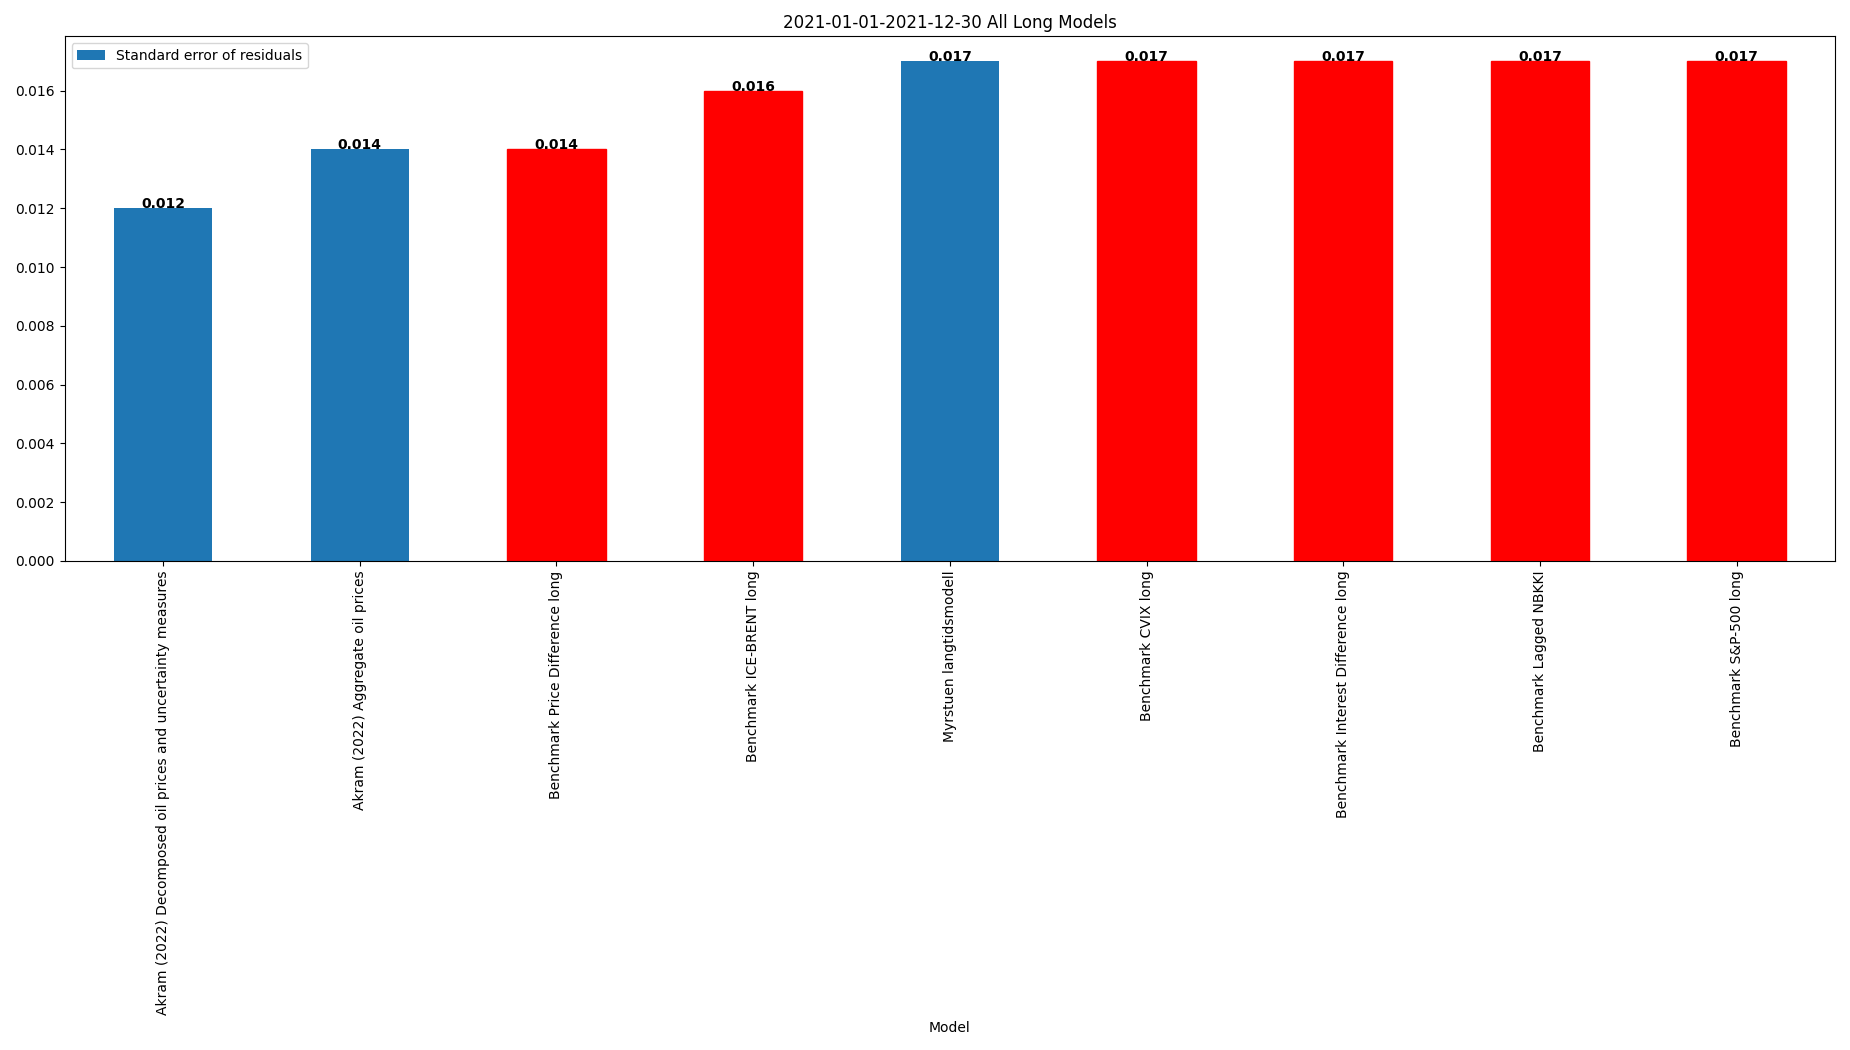 2021-01-01-2021-12-30 All Long Models
Standard error of residuals
0.012
0.014
0.014
0.016
0.017
0.017
0.017
0.017
0.017
0.016
0.014
0.012
0.010
0.008
0.006
0.004
0.002
0.000
Akram (2022) Decomposed oil prices and uncertainty measures
Akram (2022) Aggregate oil prices
Benchmark Price Difference long
Benchmark ICE-BRENT long
Myrstuen langtidsmodell
Benchmark CVIX long
Benchmark Interest Difference long
Benchmark Lagged NBKKI
Benchmark S&P-500 long
Model